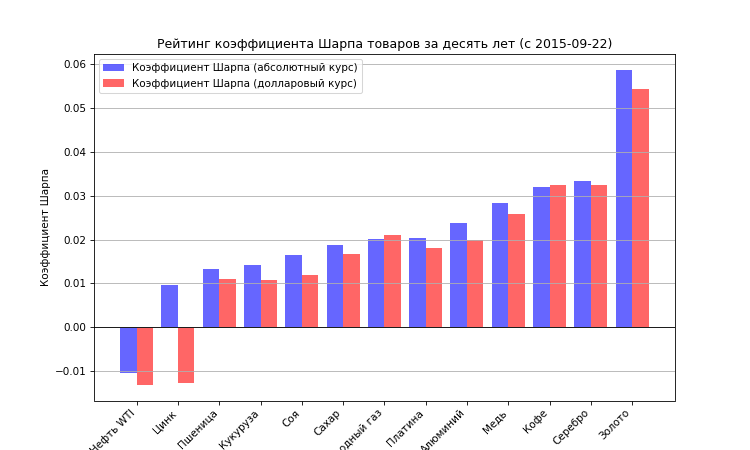 Рейтинг коэффициента Шарпа товаров за десять лет (с 2015-09-22)
Коэффициент Шарпа (абсолютный курс)
Коэффициент Шарпа (долларовый курс)
Коэффициент Шарпа
0.06
0.05
0.04
0.03
0.02
0.01
0.00
−0.01
Нефть WTI
Цинк
Пшеница
Кукуруза
Соя
Сахар
газ
Платина
Алюминий
Медь
Кофе
Серебро
Золото